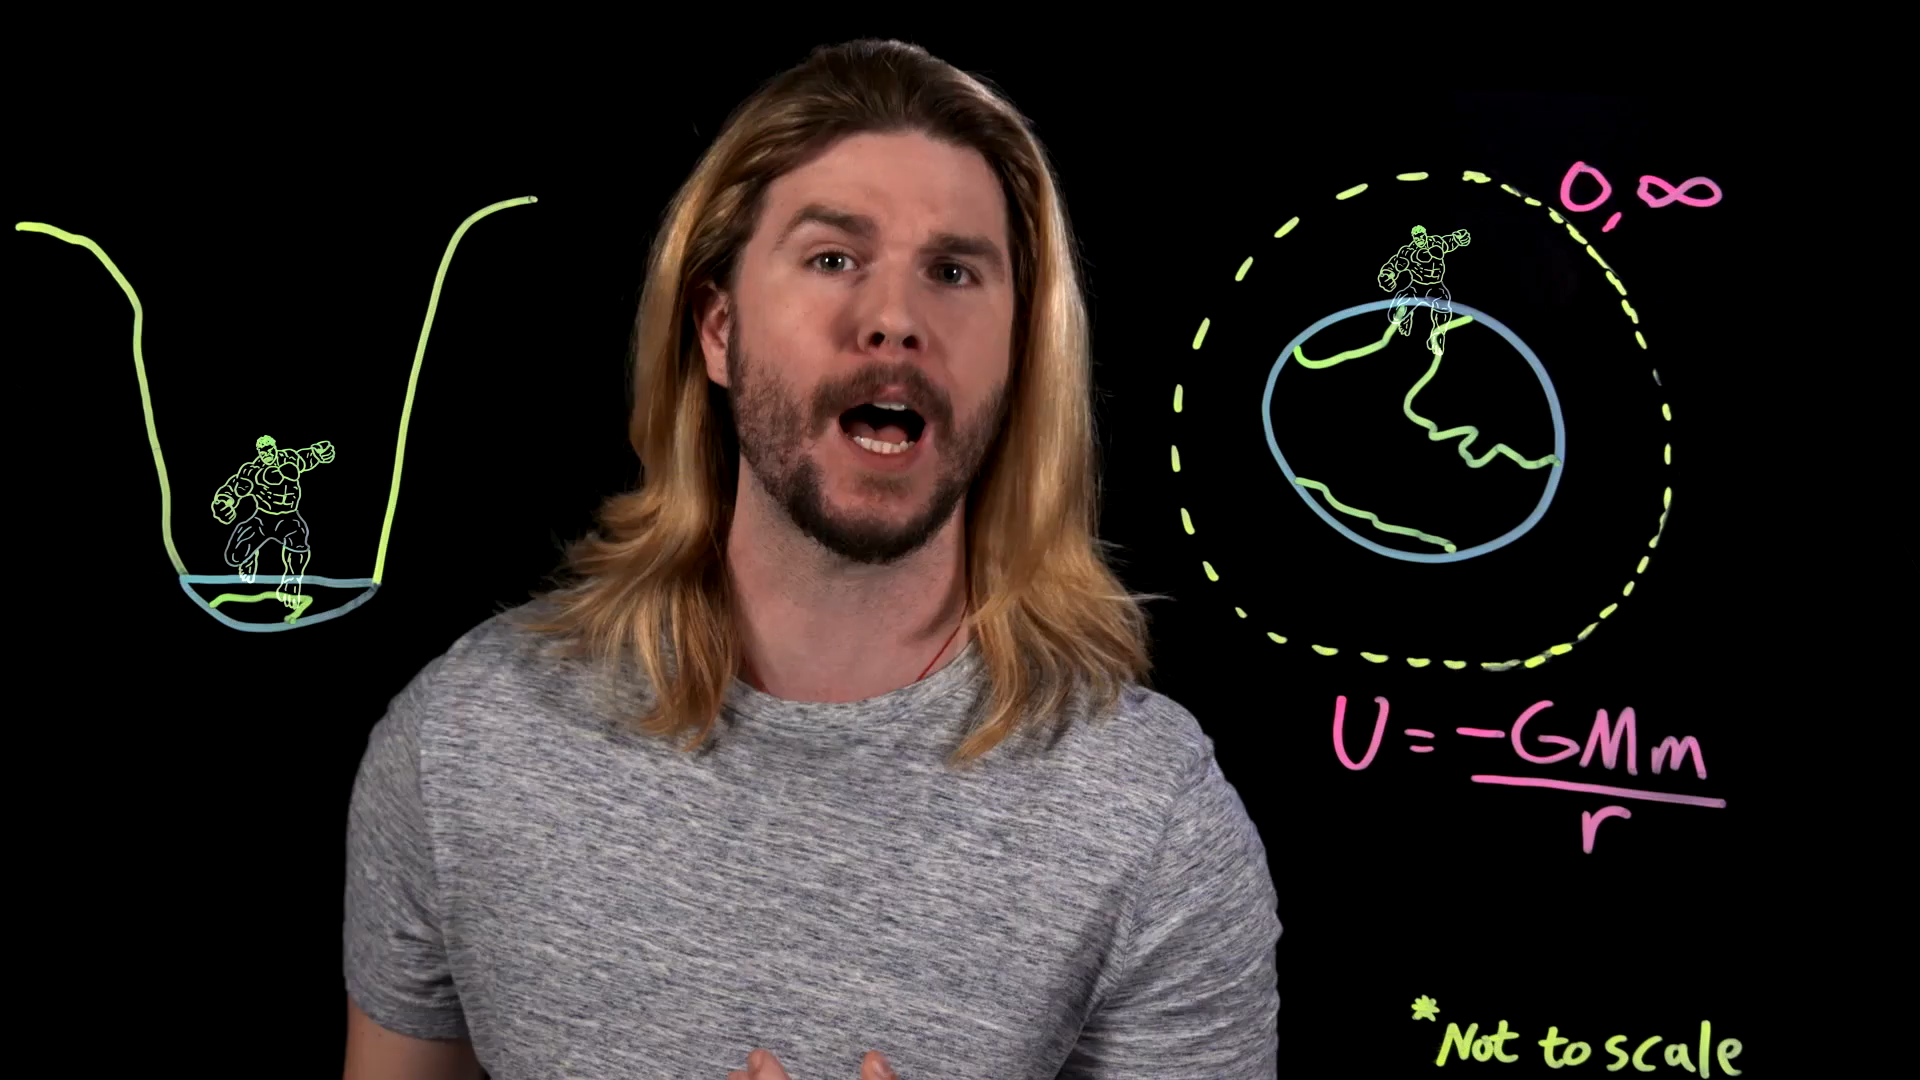 0, ∞
U = -GMm
r
*Not to scale